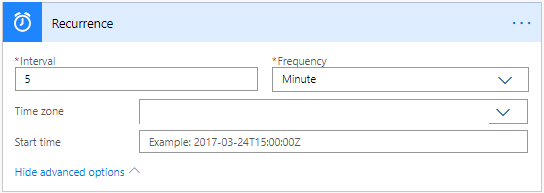 Recurrence
*Interval *Frequency
5 Minute
Time zone
Start time Example: 2017-03-24T15:00:00Z
Hide advanced options